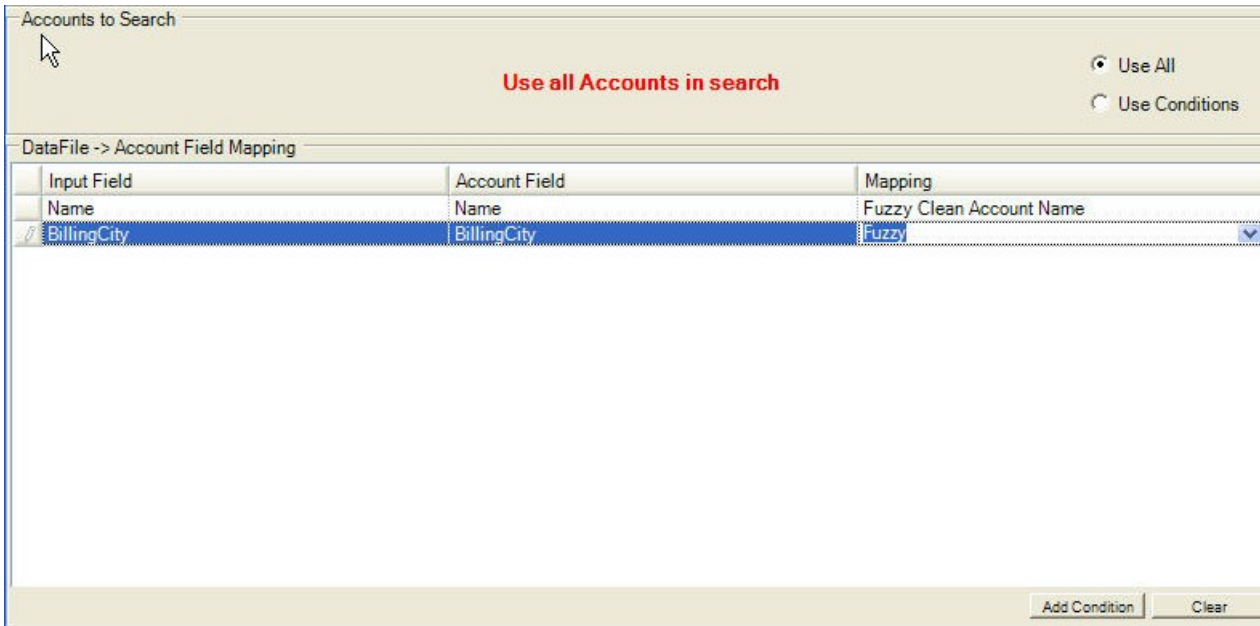 Accounts to Search
Use all Accounts in search
Use All
Use Conditions
DataFile -> Account Field Mapping
Input Field Account Field Mapping
Name Name Fuzzy Clean Account Name
BillingCity BillingCity Fuzzy
Add Condition Clear